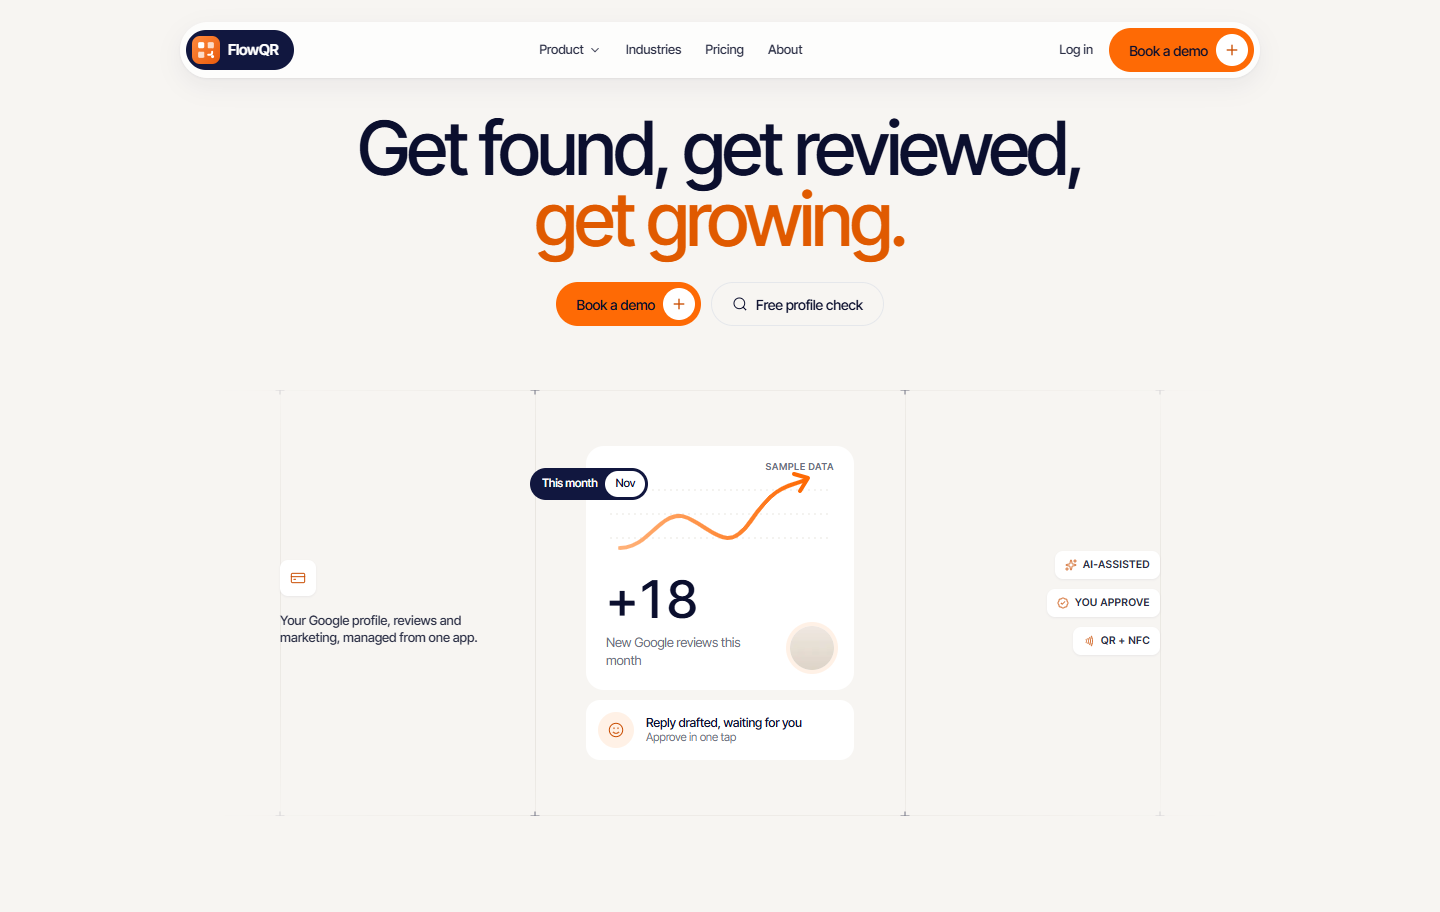 FlowQR
Product
Industries
Pricing
About
Log in
Book a demo
Get found, get reviewed,
get growing.
Book a demo
Free profile check
SAMPLE DATA
This month
Nov
+18
New Google reviews this
month
Reply drafted, waiting for you
Approve in one tap
Your Google profile, reviews and
marketing, managed from one app.
AI-ASSISTED
YOU APPROVE
QR + NFC